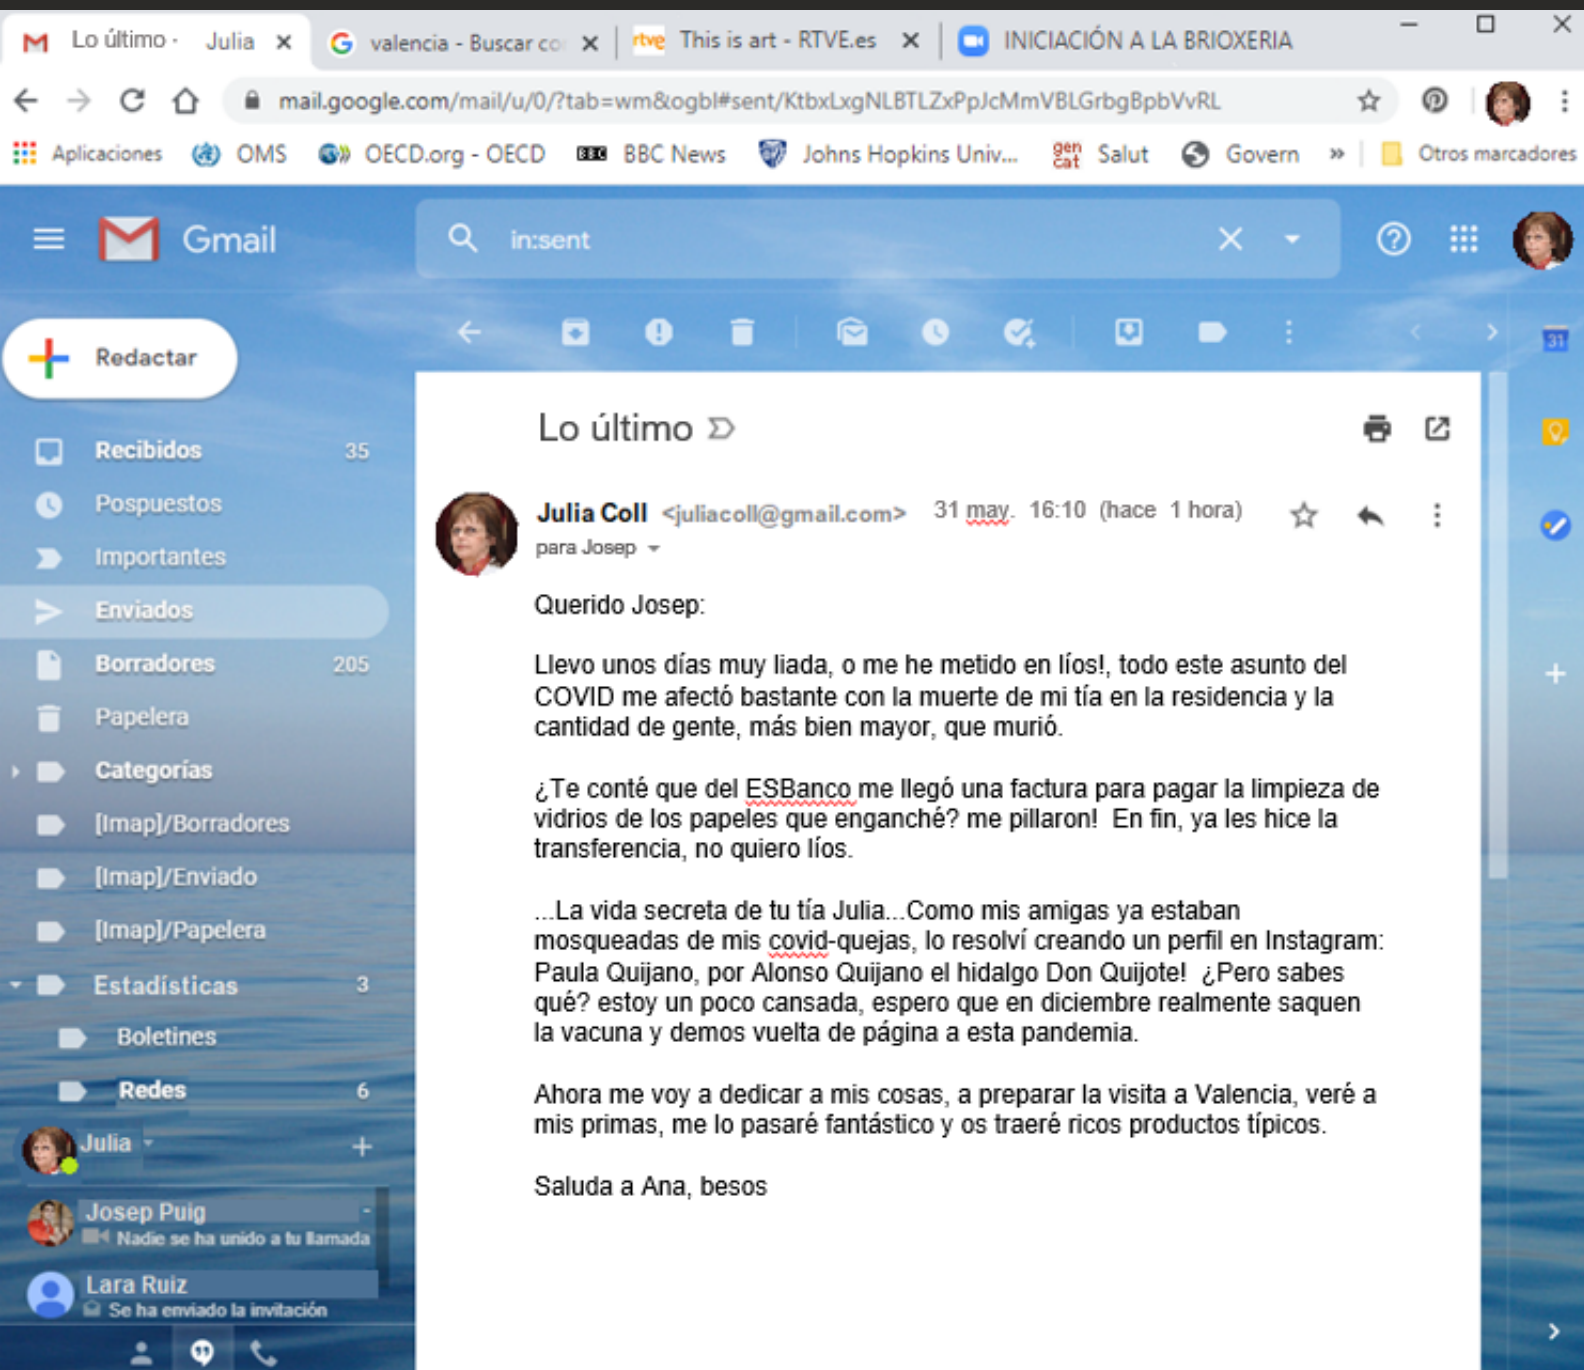 Lo último · Julia
valencia - Buscar co
rtve This is art - RTVE.es
INICIACIÓN A LA BRIOXERIA
mail.google.com/mail/u/0/?tab=wm&ogbl#sent/KtbxLxgNLBTLZxPpJcMmVBLGrbgBpbVvRL
Aplicaciones OMS OECD.org - OECD BBC BBC News Johns Hopkins Univ... gencat Salut Govern » Otros marcadores
Gmail
in:sent
Redactar
31
Lo último
Recibidos 35
Pospuestos
Importantes
Enviados
Borradores 205
Papelera
Categorías
[Imap]/Borradores
[Imap]/Enviado
[Imap]/Papelera
Estadísticas 3
Boletines
Redes 6
Julia
Josep Puig
Nadie se ha unido a tu llamada
Lara Ruiz
Se ha enviado la invitación
Julia Coll <juliacoll@gmail.com> 31 may. 16:10 (hace 1 hora)
para Josep
Querido Josep:
Llevo unos días muy liada, o me he metido en líos!, todo este asunto del
COVID me afectó bastante con la muerte de mi tía en la residencia y la
cantidad de gente, más bien mayor, que murió.
¿Te conté que del ESBanco me llegó una factura para pagar la limpieza de
vidrios de los papeles que enganché? me pillaron! En fin, ya les hice la
transferencia, no quiero líos.
...La vida secreta de tu tía Julia...Como mis amigas ya estaban
mosqueadas de mis covid-quejas, lo resolví creando un perfil en Instagram:
Paula Quijano, por Alonso Quijano el hidalgo Don Quijote! ¿Pero sabes
qué? estoy un poco cansada, espero que en diciembre realmente saquen
la vacuna y demos vuelta de página a esta pandemia.
Ahora me voy a dedicar a mis cosas, a preparar la visita a Valencia, veré a
mis primas, me lo pasaré fantástico y os traeré ricos productos típicos.
Saluda a Ana, besos